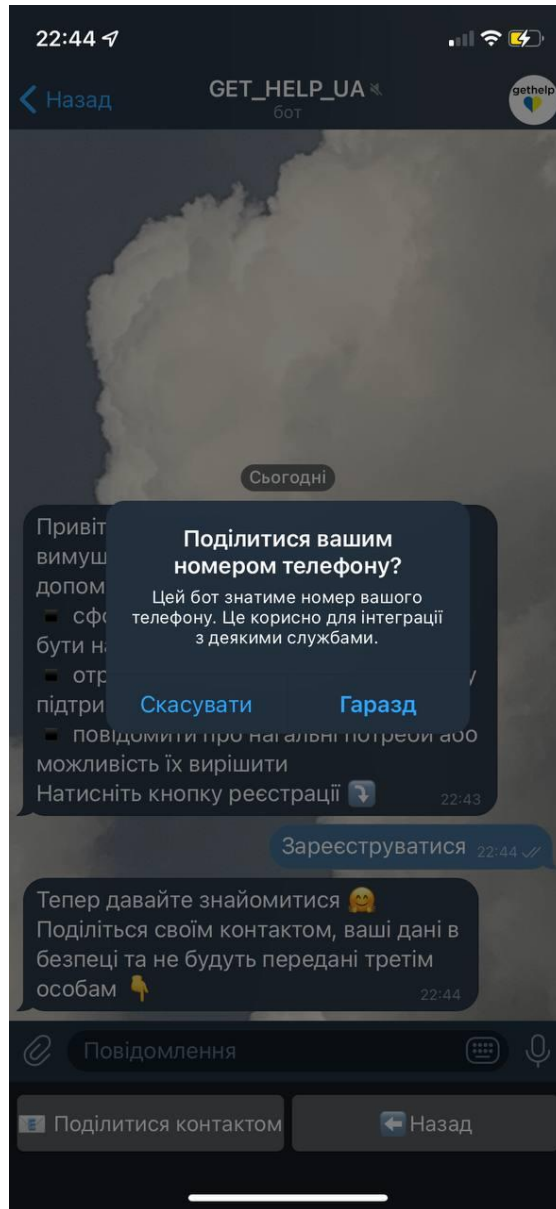 22:44
Назад
GET_HELP_UA
бот
gethelp
Сьогодні
Привіт
вимуш
допом
Поділитися вашим
номером телефону?
Цей бот знатиме номер вашого
телефону. Це корисно для інтеграції
з деякими службами.
сфо
бути н
отр
у
підтри
Скасувати
Гаразд
повідомити про нагальні потреби або
можливість їх вирішити
Натисніть кнопку реєстрації
22:43
Зареєструватися 22:44
Тепер давайте знайомитися
Поділіться своїм контактом, ваші дані в
безпеці та не будуть передані третім
особам
22:44
Повідомлення
Поділитися контактом
Назад